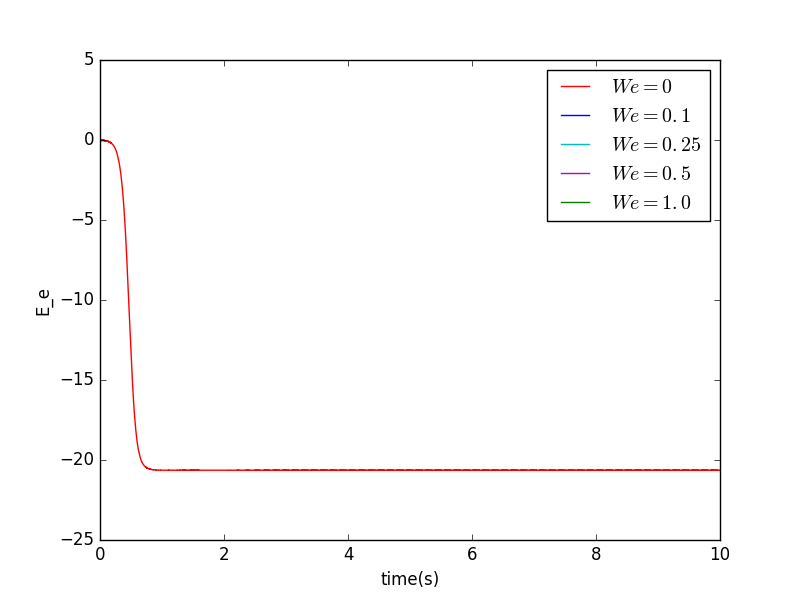 5
0
−5
−10
−15
−20
−25
E_e
0 2 4 6 8 10
time(s)
We = 0
We = 0.1
We = 0.25
We = 0.5
We = 1.0